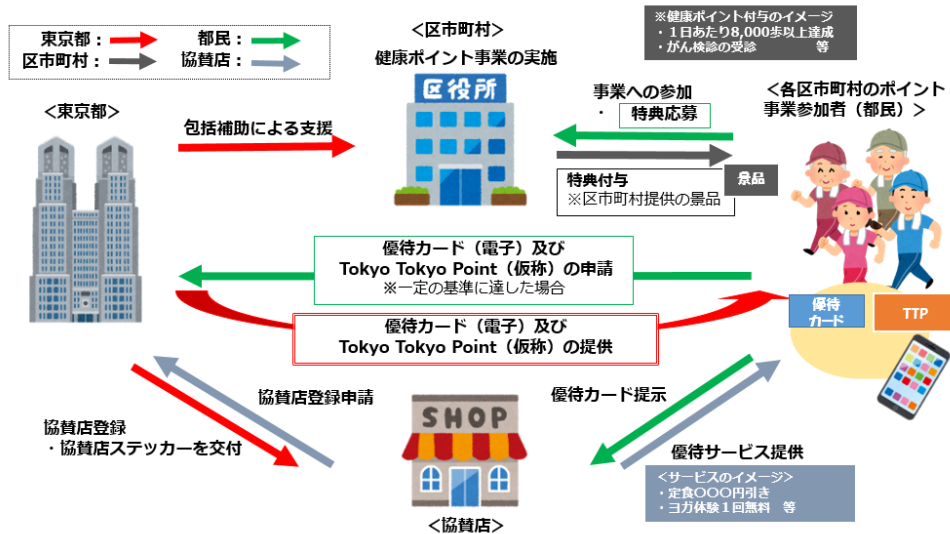 東京都：
都民：
区市町村：
協賛店：
＜区市町村＞
健康ポイント事業の実施
区役所
※健康ポイント付与のイメージ
・１日あたり8,000歩以上達成
・がん検診の受診　　　等
＜東京都＞
包括補助による支援
事業への参加
・ 特典応募
＜各区市町村のポイント
事業参加者（都民）＞
特典付与
※区市町村提供の景品
景品
優待カード（電子）及び
Tokyo Tokyo Point（仮称）の申請
※一定の基準に達した場合
優待カード（電子）及び
Tokyo Tokyo Point（仮称）の提供
優待
カード
TTP
協賛店登録申請
優待カード提示
協賛店登録
・協賛店ステッカーを交付
SHOP
優待サービス提供
＜サービスのイメージ＞
・定食〇〇〇円引き
・ヨガ体験１回無料　等
＜協賛店＞